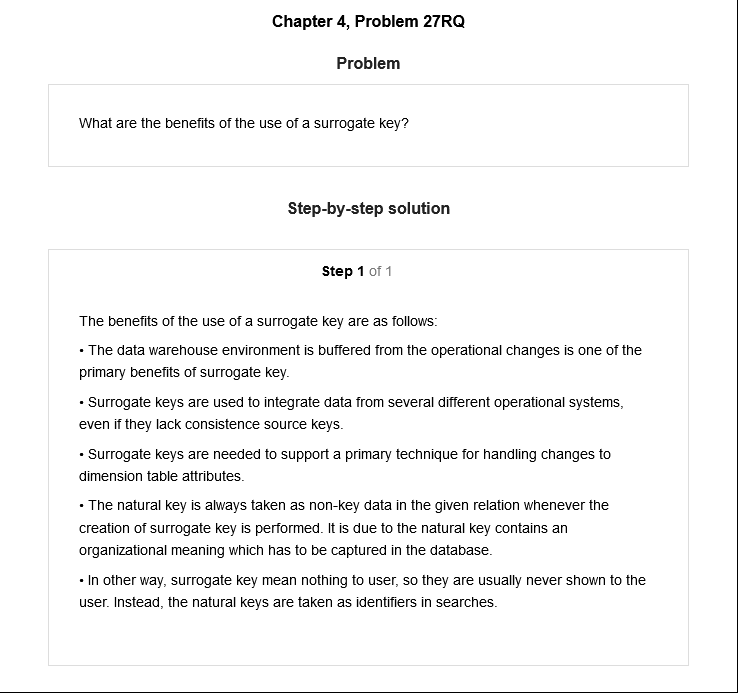 Chapter 4, Problem 27RQ
Problem
What are the benefits of the use of a surrogate key?
Step-by-step solution
Step 1 of 1
The benefits of the use of a surrogate key are as follows:
• The data warehouse environment is buffered from the operational changes is one of the
primary benefits of surrogate key.
• Surrogate keys are used to integrate data from several different operational systems,
even if they lack consistence source keys.
• Surrogate keys are needed to support a primary technique for handling changes to
dimension table attributes.
• The natural key is always taken as non-key data in the given relation whenever the
creation of surrogate key is performed. It is due to the natural key contains an
organizational meaning which has to be captured in the database.
• In other way, surrogate key mean nothing to user, so they are usually never shown to the
user. Instead, the natural keys are taken as identifiers in searches.